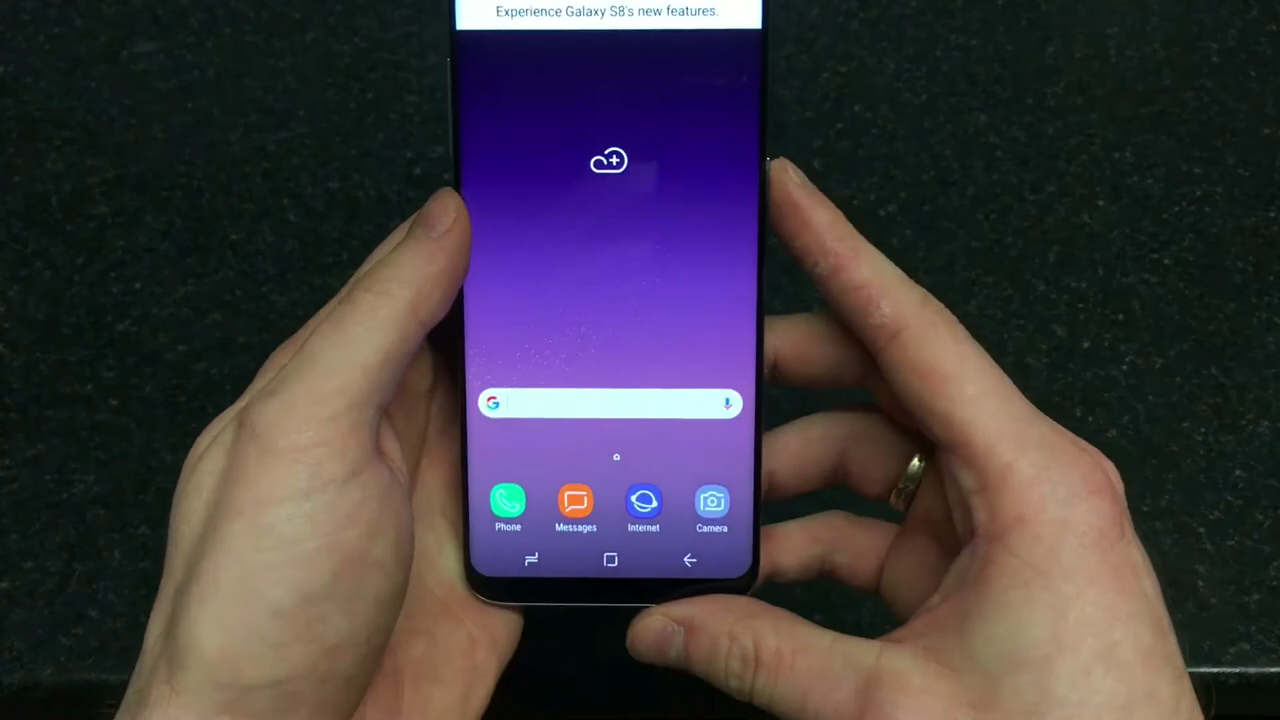 Experience Galaxy S8's new features.
Phone
Messages
Internet
Camera